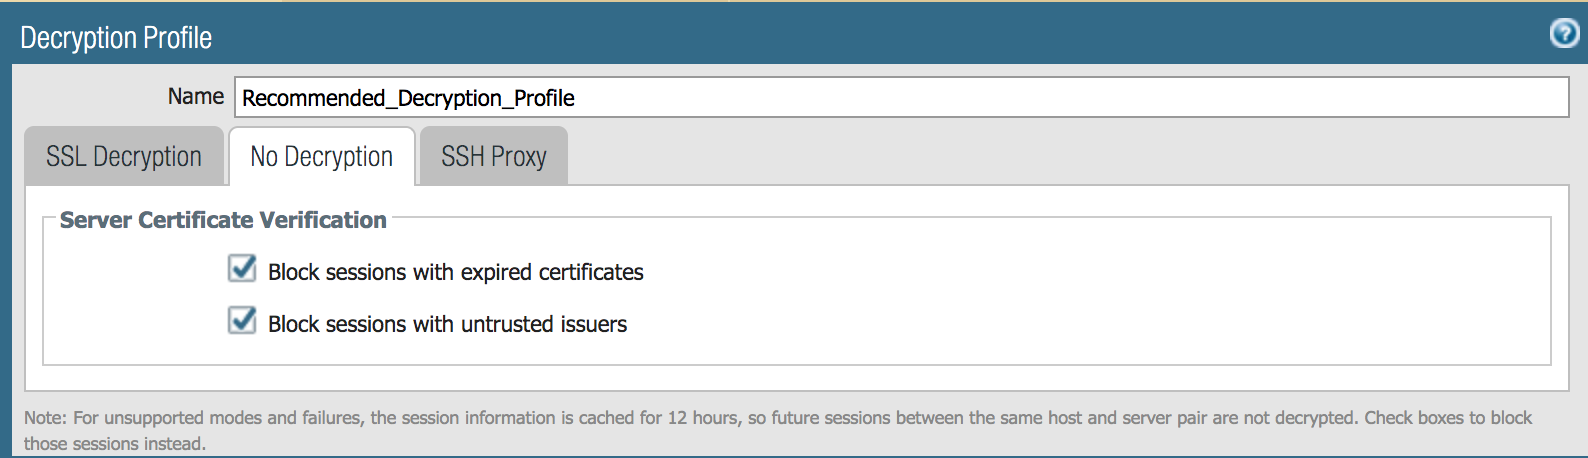 Decryption Profile
?
Name Recommended_Decryption_Profile
SSL Decryption No Decryption SSH Proxy
Server Certificate Verification
Block sessions with expired certificates
Block sessions with untrusted issuers
Note: For unsupported modes and failures, the session information is cached for 12 hours, so future sessions between the same host and server pair are not decrypted. Check boxes to block
those sessions instead.